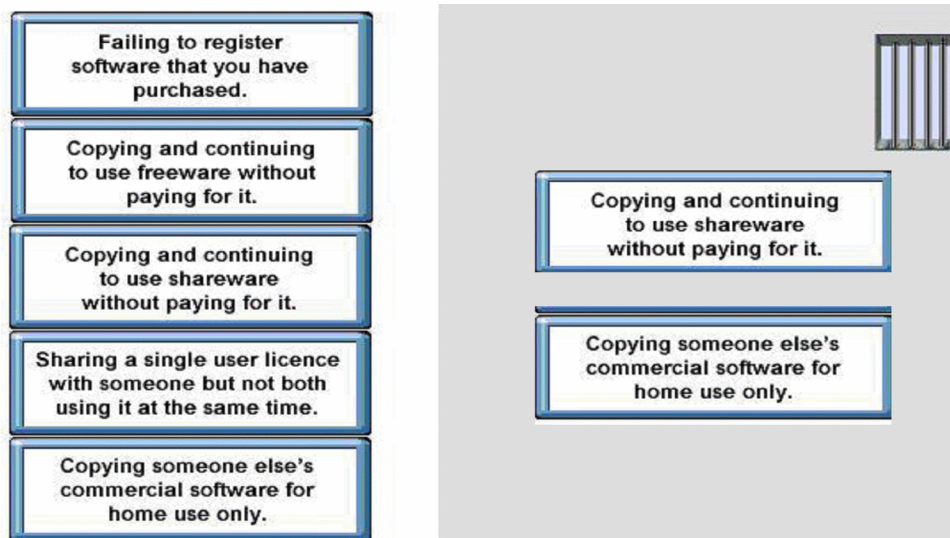 Failing to register
software that you have
purchased.
Copying and continuing
to use freeware without
paying for it.
Copying and continuing
to use shareware
without paying for it.
Sharing a single user licence
with someone but not both
using it at the same time.
Copying someone else's
commercial software for
home use only.
Copying and continuing
to use shareware
without paying for it.
Copying someone else's
commercial software for
home use only.